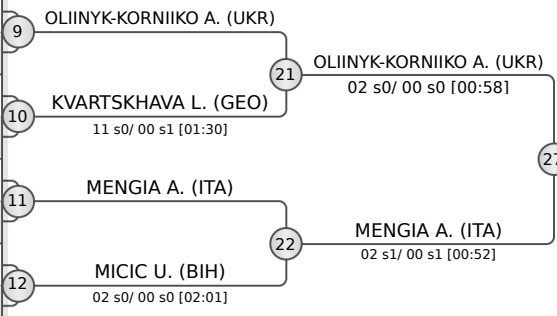 9
OLIINYK-KORNIIKO A. (UKR)
21
OLIINYK-KORNIIKO A. (UKR)
02 s0/ 00 s0 [00:58]
10
KVARTSKHAVA L. (GEO)
11 s0/ 00 s1 [01:30]
27
11
MENGIA A. (ITA)
22
MENGIA A. (ITA)
02 s1/ 00 s1 [00:52]
12
MICIC U. (BIH)
02 s0/ 00 s0 [02:01]